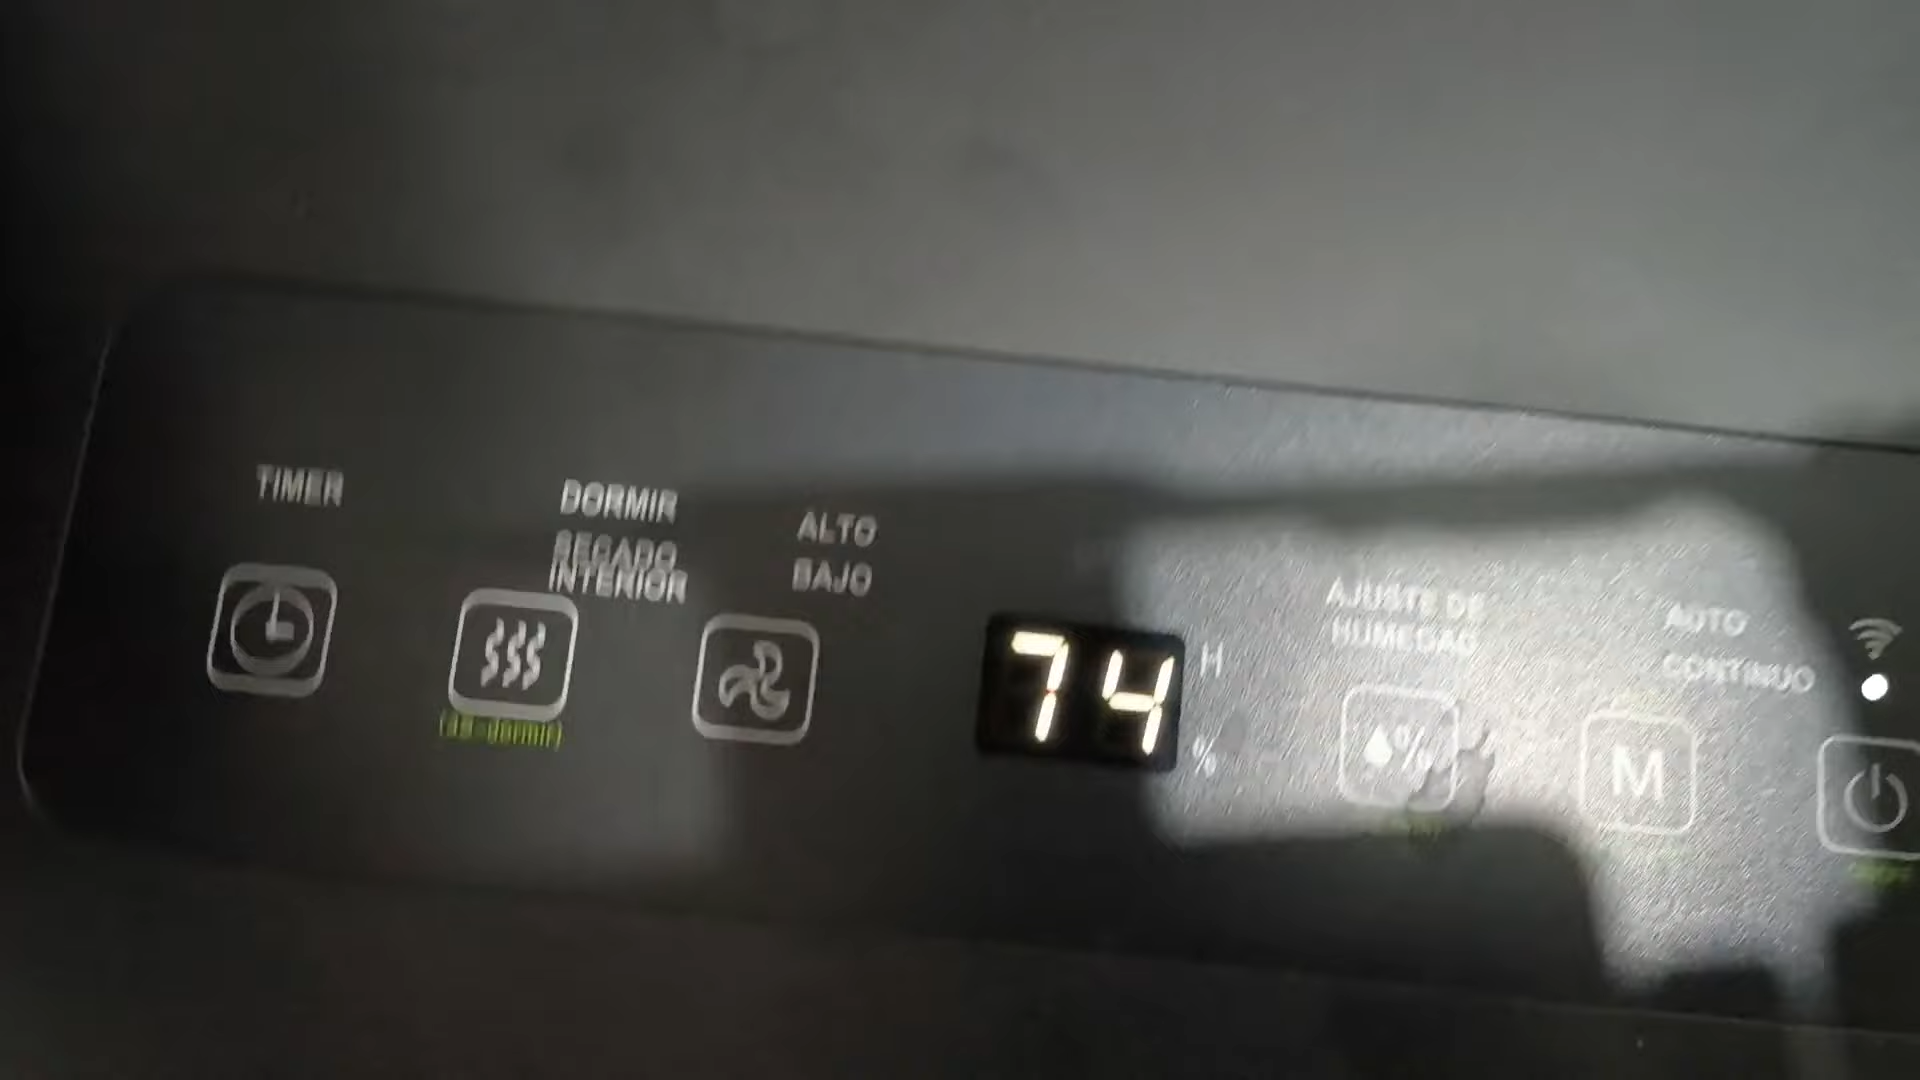 TIMER
DORMIR
SECADO
INTERIOR
ALTO
BAJO
74
H
%
AJUSTE DE
HUMEDAD
%
AUTO
CONTINUO
M